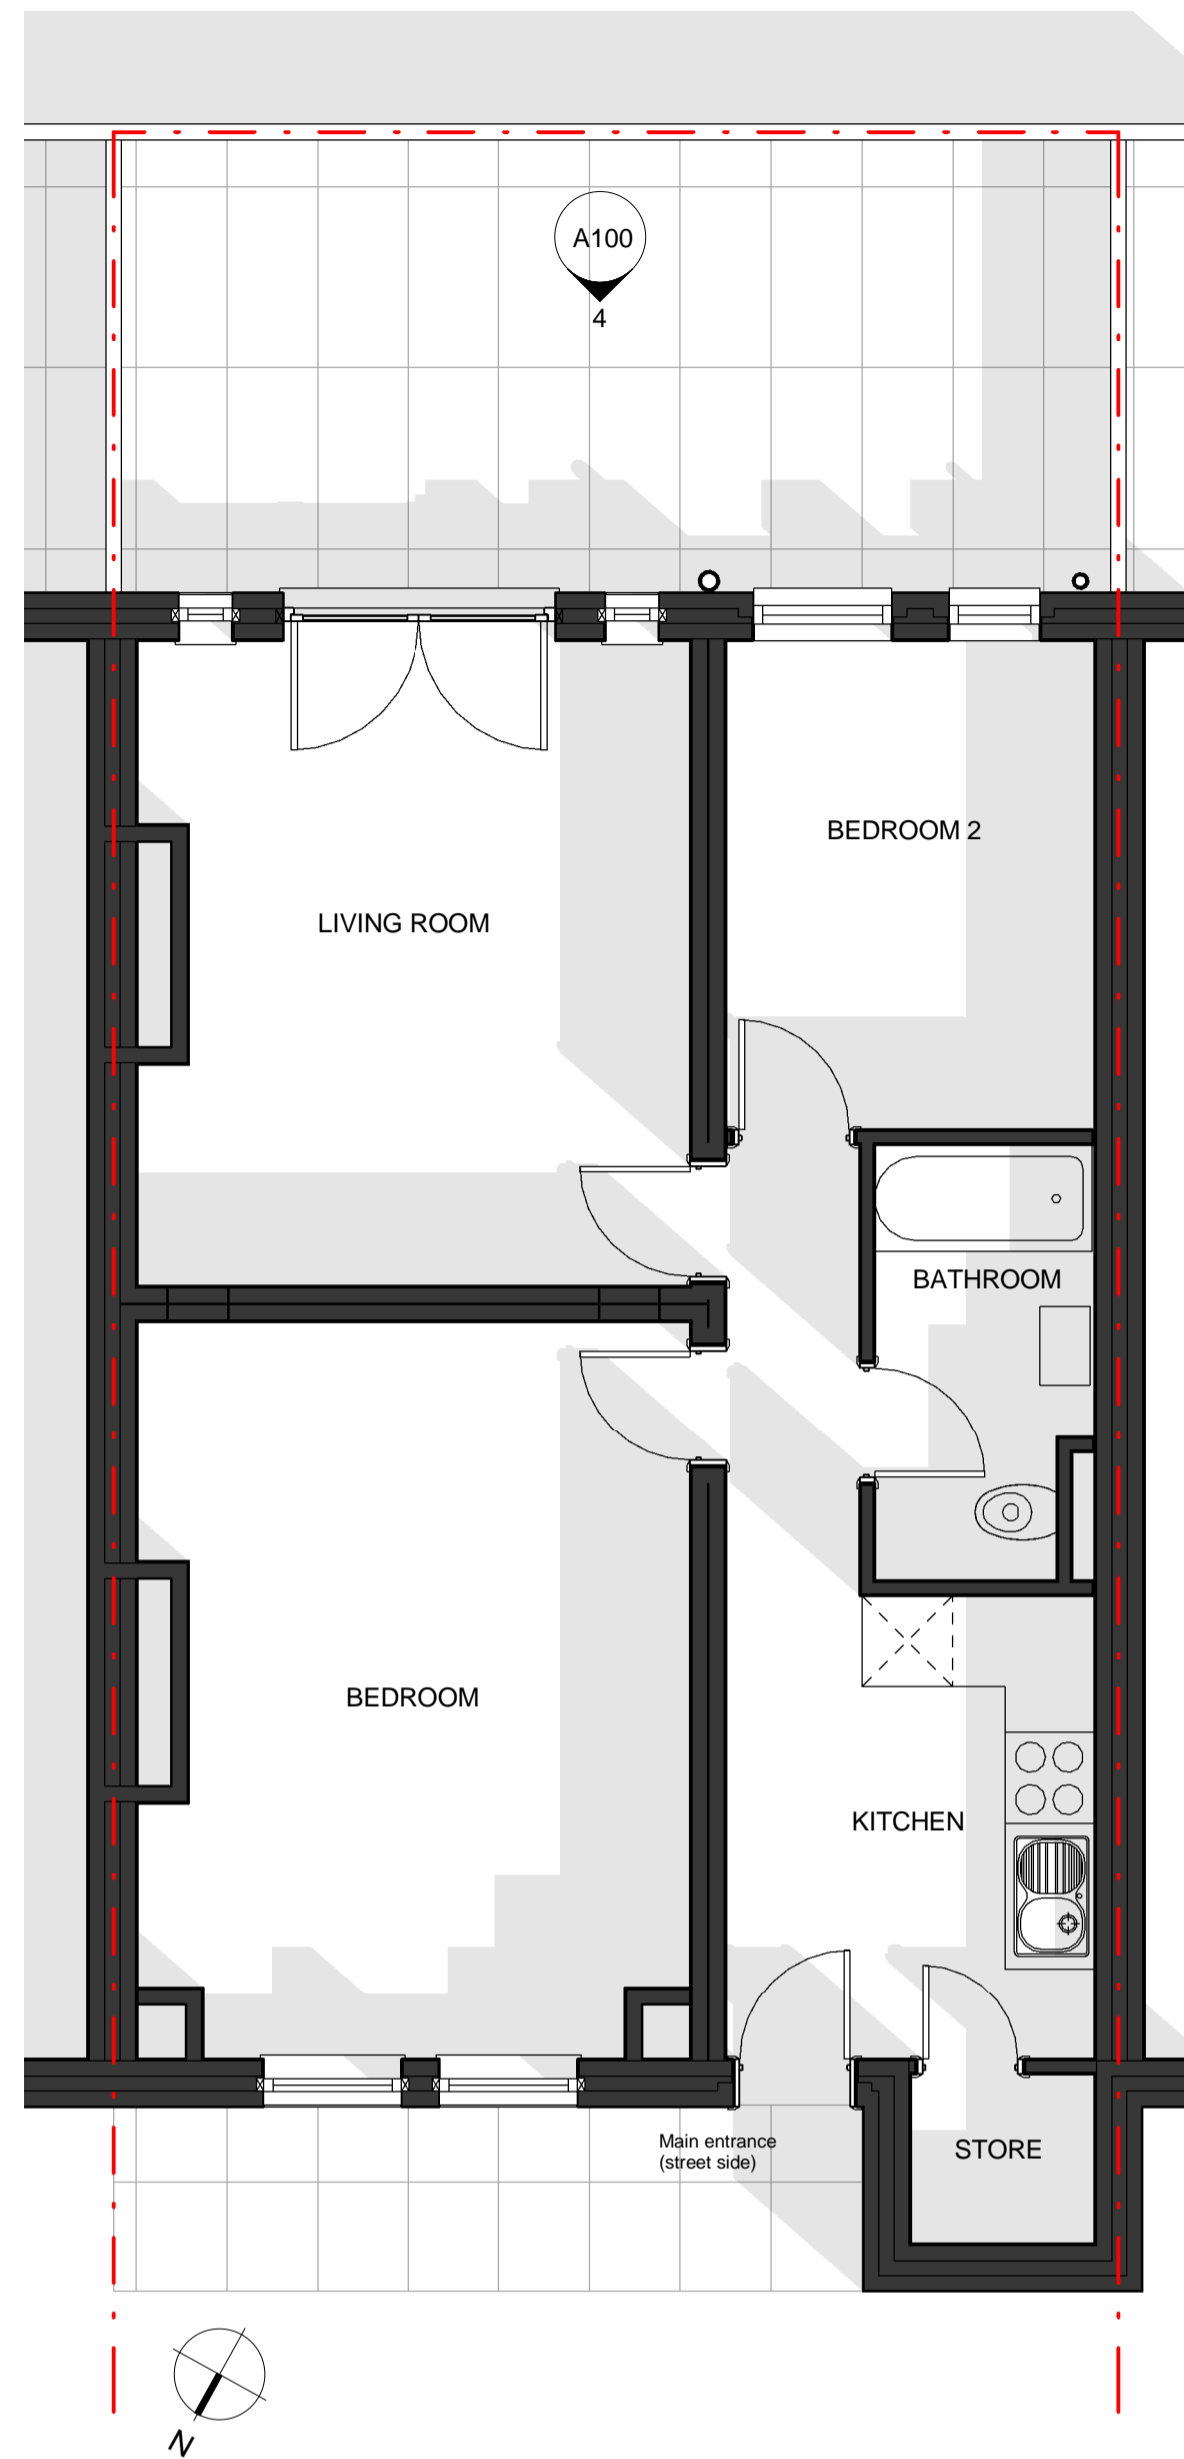 A100
4
BEDROOM 2
LIVING ROOM
BATHROOM
BEDROOM
KITCHEN
Main entrance
(street side)
STORE
N